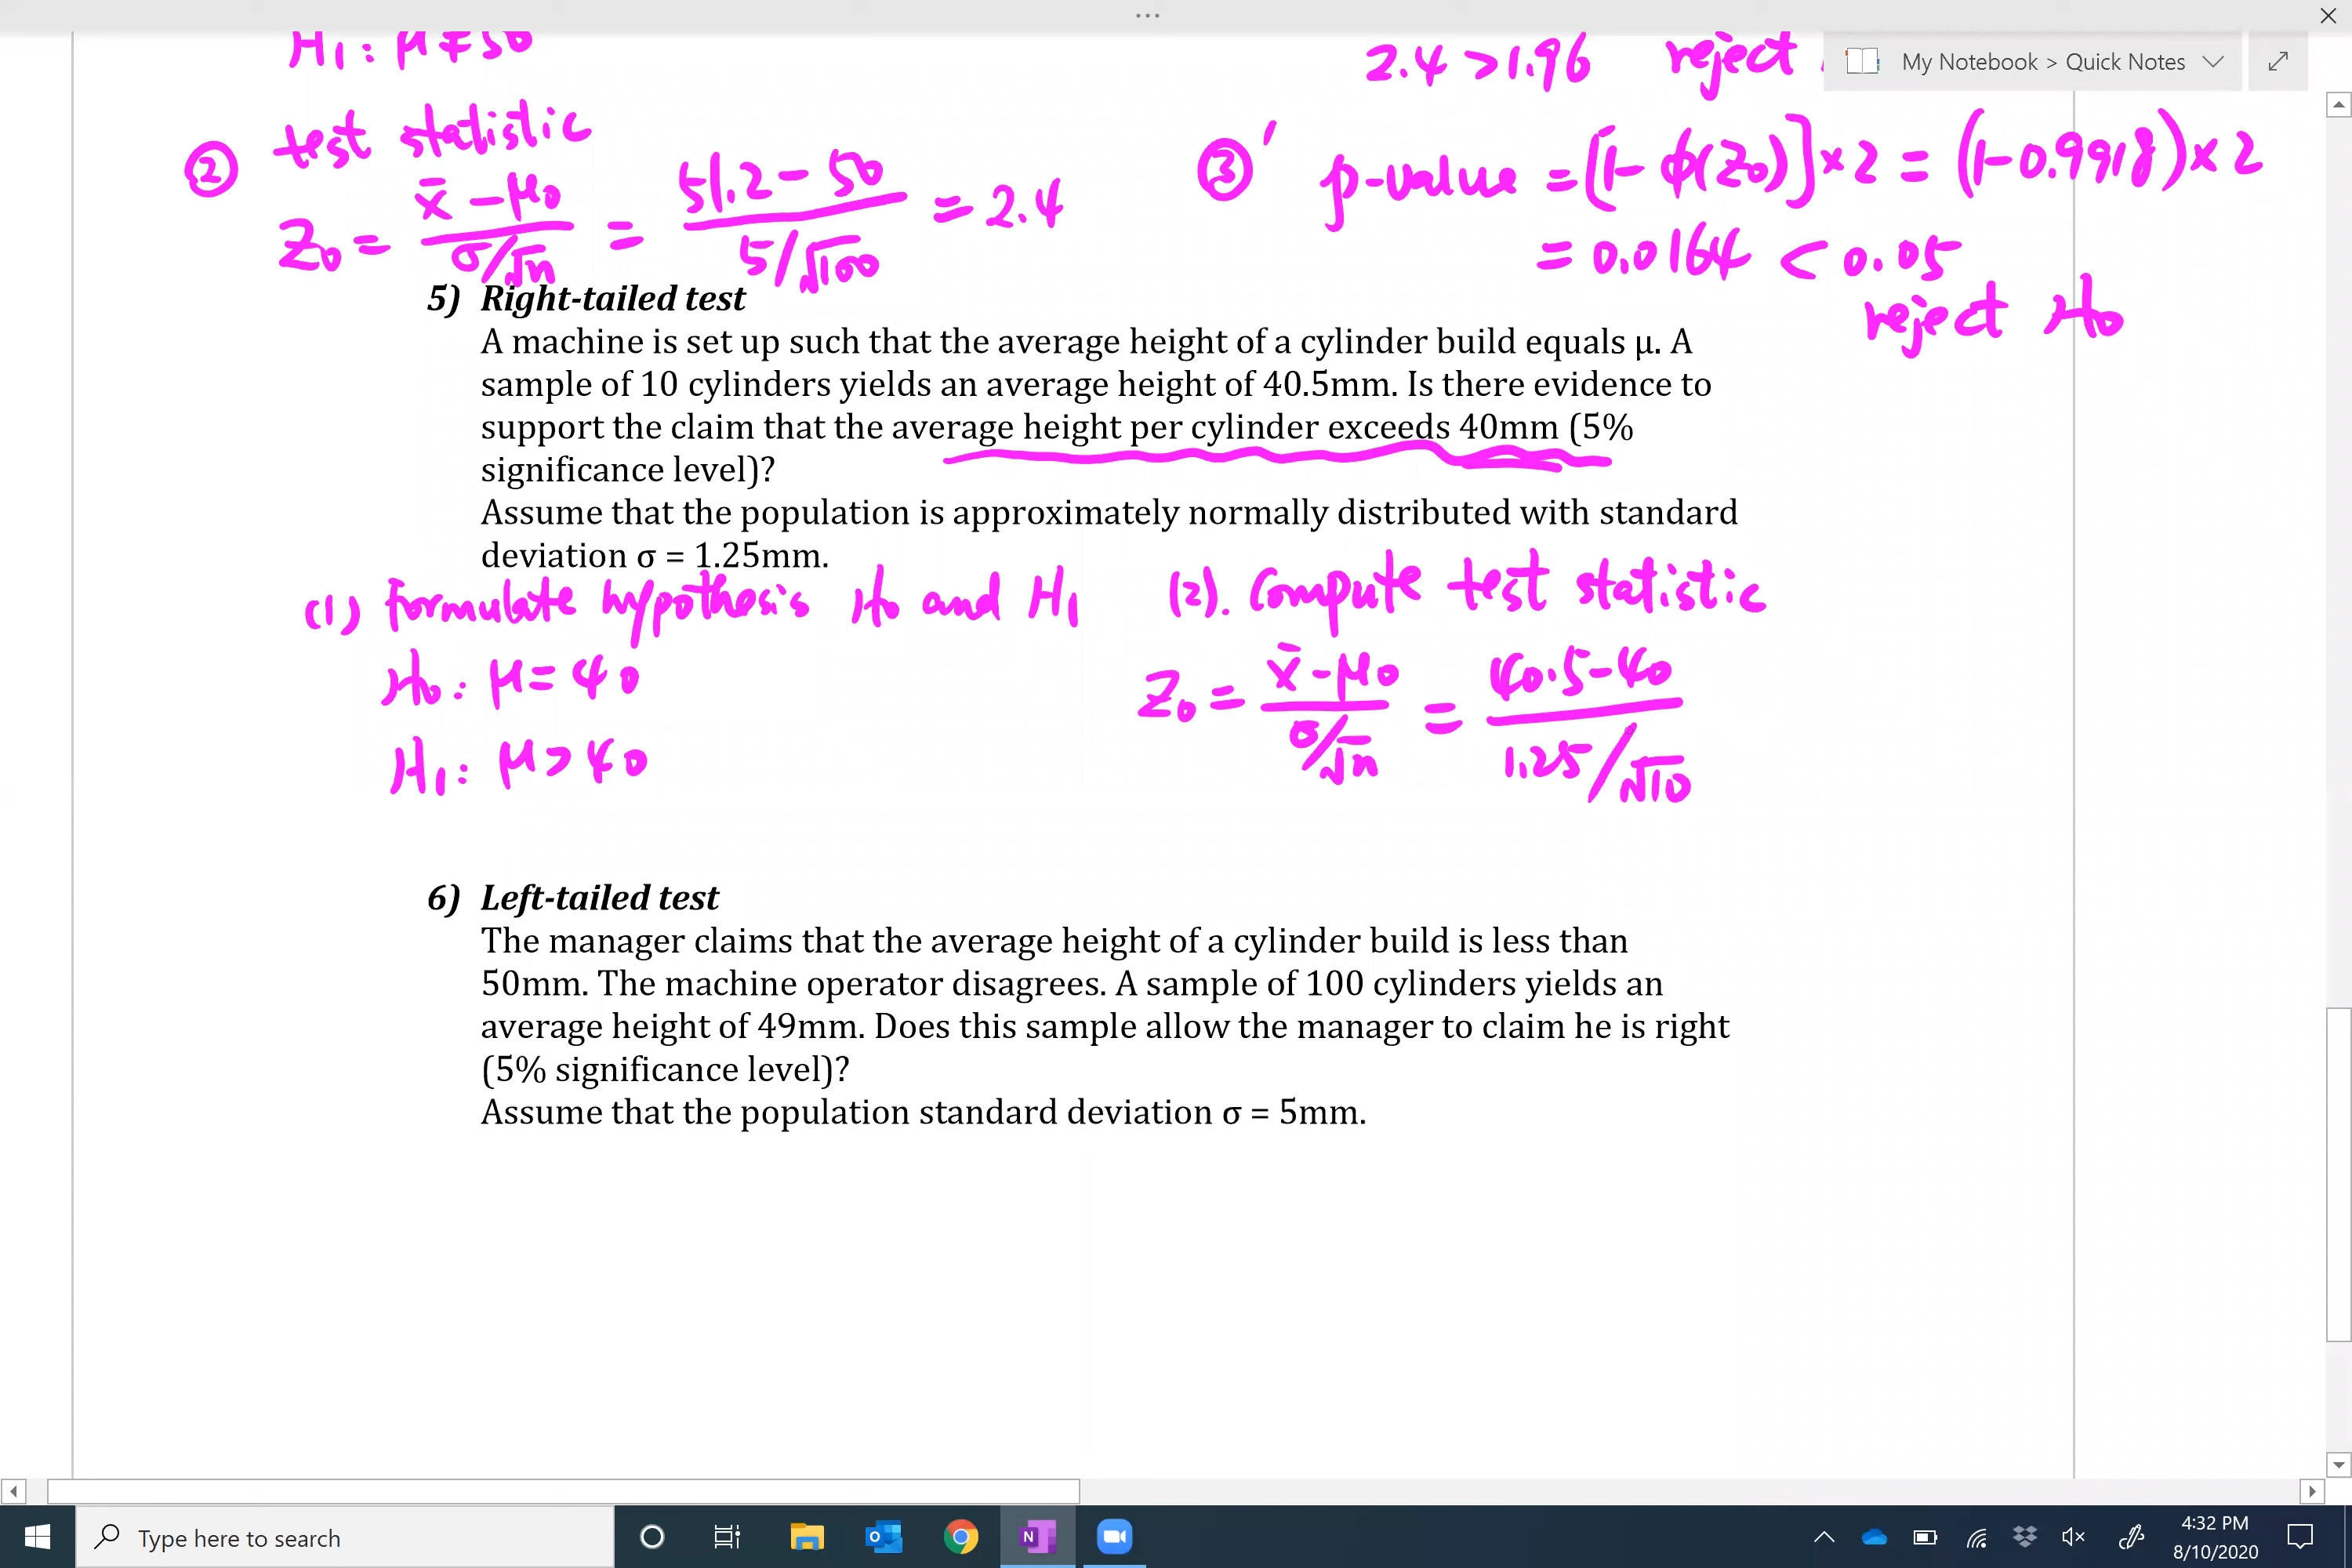 H₁: μ ≠ 50
2.4 > 1.96 reject
My Notebook > Quick Notes
② test statistic
Z₀ = (x̄ - μ₀)/(σ/√n) = (51.2 - 50)/(5/√100) = 2.4
③' p-value = [1 - Φ(Z₀)] × 2 = (1 - 0.9918) × 2
= 0.0164 < 0.05
reject H₀
5) Right-tailed test
A machine is set up such that the average height of a cylinder build equals μ. A
sample of 10 cylinders yields an average height of 40.5mm. Is there evidence to
support the claim that the average height per cylinder exceeds 40mm (5%
significance level)?
Assume that the population is approximately normally distributed with standard
deviation σ = 1.25mm.
(1) Formulate hypothesis H₀ and H₁
H₀: μ = 40
H₁: μ > 40
(2). Compute test statistic
Z₀ = (x̄ - μ₀)/(σ/√n) = (40.5 - 40)/(1.25/√10)
6) Left-tailed test
The manager claims that the average height of a cylinder build is less than
50mm. The machine operator disagrees. A sample of 100 cylinders yields an
average height of 49mm. Does this sample allow the manager to claim he is right
(5% significance level)?
Assume that the population standard deviation σ = 5mm.
Type here to search
4:32 PM
8/10/2020